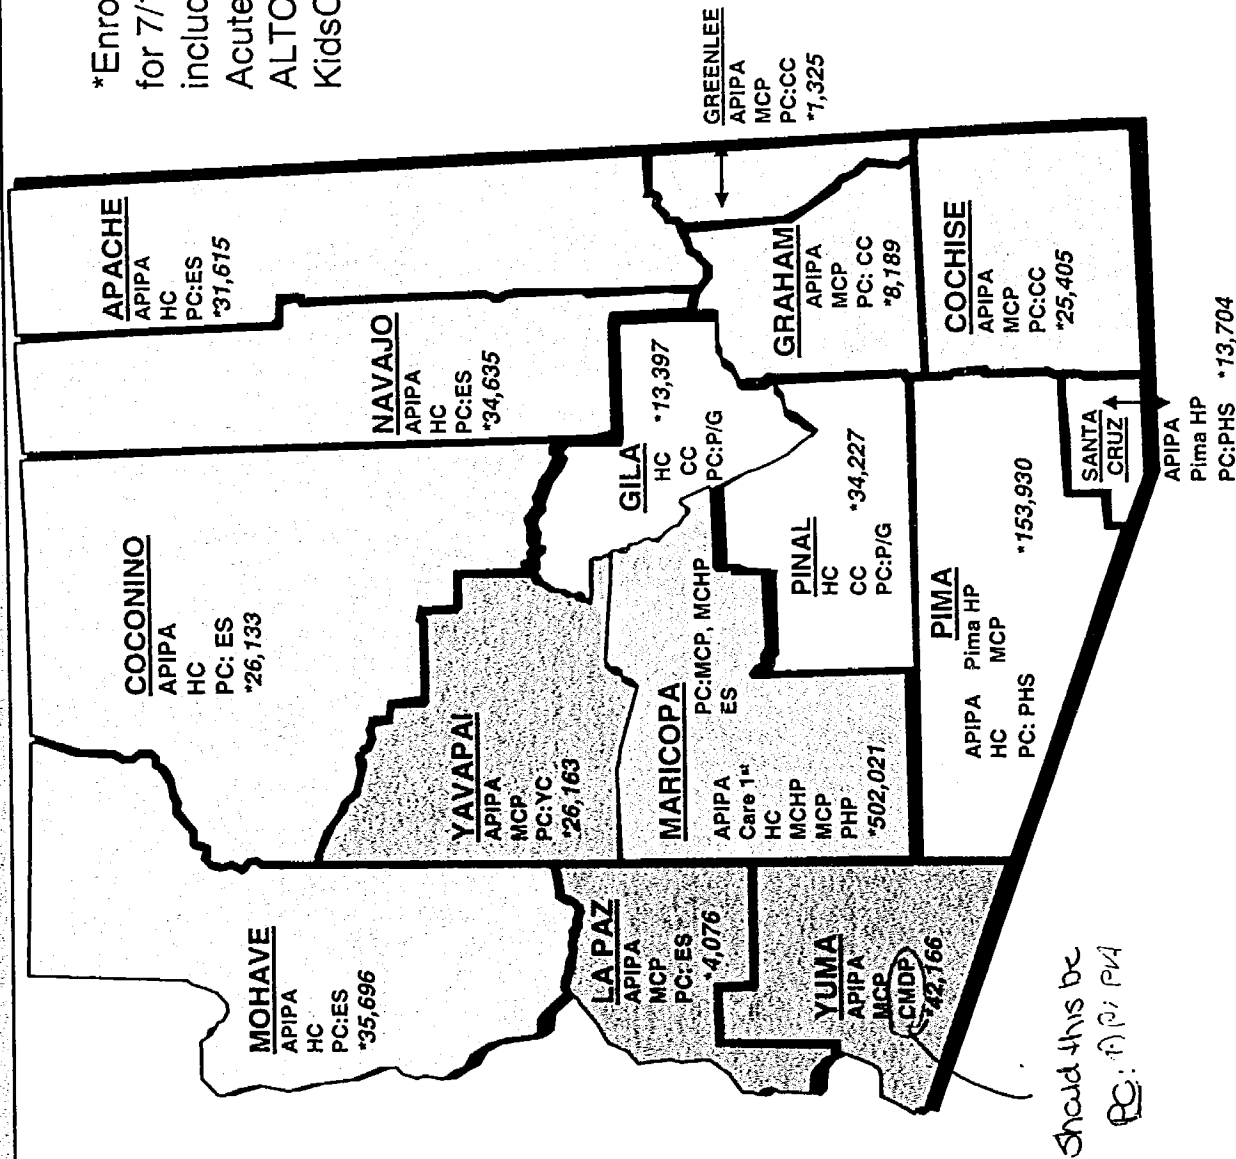 *Enro
for 7/
includ
Acute
ALTO
KidsC
APACHE
APIPA
HC
PC:ES
*31,615
NAVAJO
APIPA
HC
PC:ES
*34,635
COCONINO
APIPA
HC
PC: ES
*26,133
MOHAVE
APIPA
HC
PC:ES
*35,696
YAVAPAI
APIPA
MCP
PC:YC
*26,163
LA PAZ
APIPA
MCP
PC:ES
*4,076
YUMA
APIPA
MCP
CMDP
*42,166
MARICOPA
APIPA
Care 1st
HC
MCHP
MCP
PHP
*502,021
PC:MCP, MCHP
ES
GILA
HC *13,397
CC
PC:P/G
PINAL
HC
CC *34,227
PC:P/G
PIMA
APIPA Pima HP
HC MCP
PC: PHS
*153,930
GREENLEE
APIPA
MCP
PC:CC
*1,325
GRAHAM
APIPA
MCP
PC: CC
*8,189
COCHISE
APIPA
MCP
PC:CC
*25,405
SANTA
CRUZ
APIPA
Pima HP
PC:PHS *13,704
Should this be
PC: